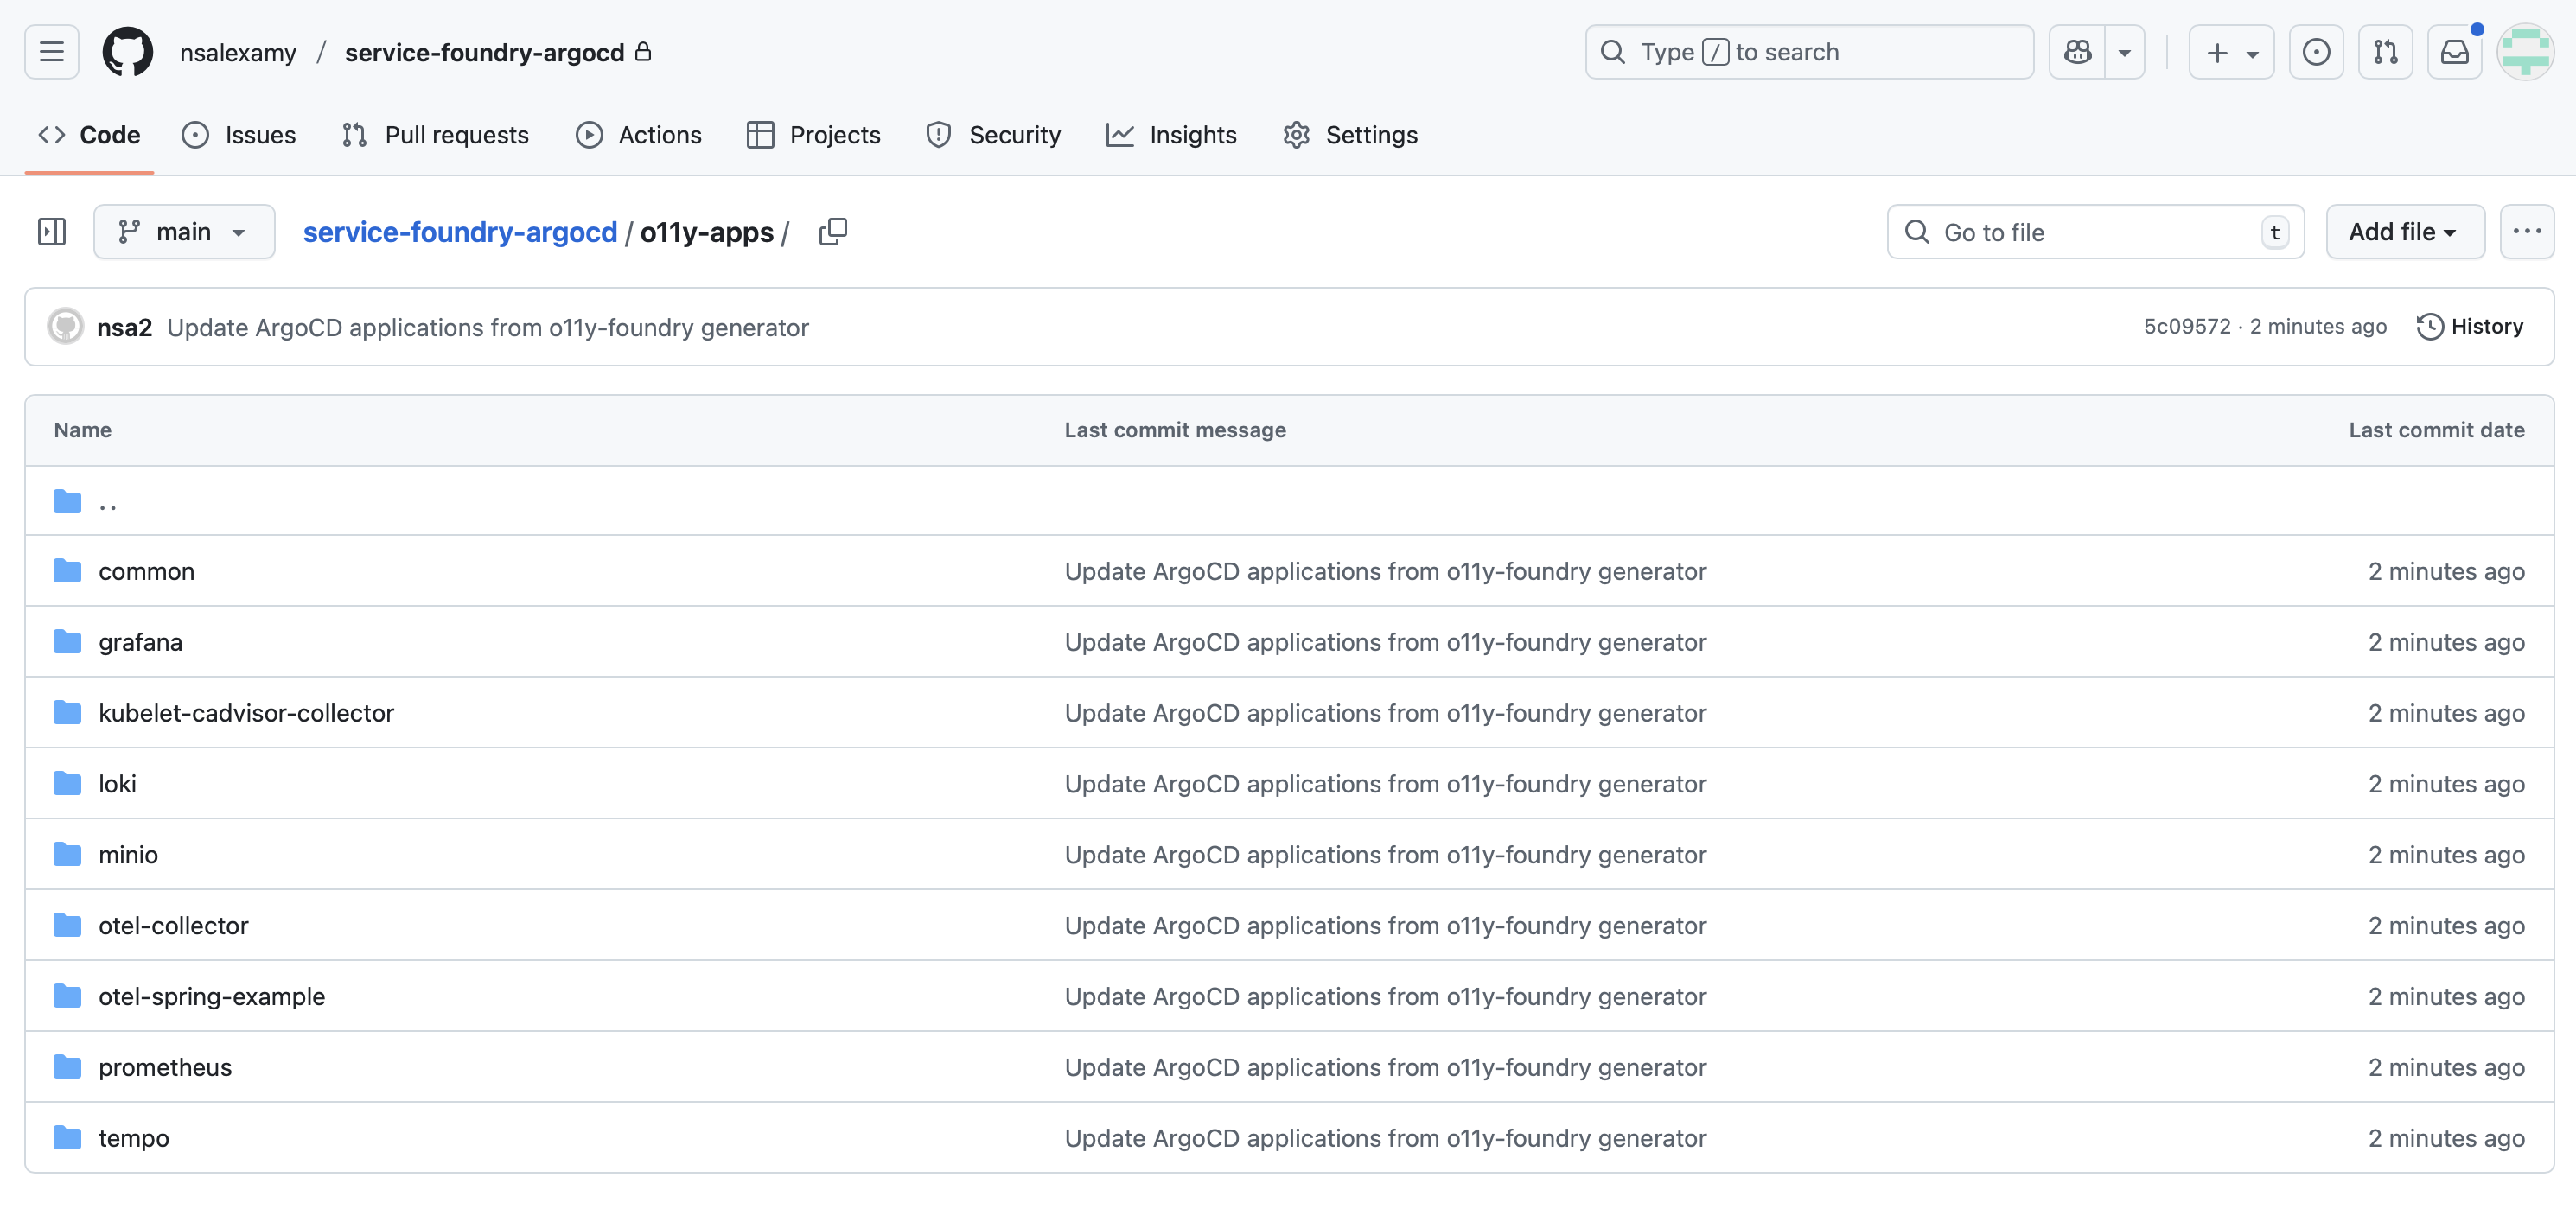 nsalexamy / service-foundry-argocd
Type / to search
Code Issues Pull requests Actions Projects Security Insights Settings
main
service-foundry-argocd / o11y-apps /
Go to file t
Add file
nsa2 Update ArgoCD applications from o11y-foundry generator
5c09572 · 2 minutes ago
History
Name Last commit message Last commit date
..
common Update ArgoCD applications from o11y-foundry generator 2 minutes ago
grafana Update ArgoCD applications from o11y-foundry generator 2 minutes ago
kubelet-cadvisor-collector Update ArgoCD applications from o11y-foundry generator 2 minutes ago
loki Update ArgoCD applications from o11y-foundry generator 2 minutes ago
minio Update ArgoCD applications from o11y-foundry generator 2 minutes ago
otel-collector Update ArgoCD applications from o11y-foundry generator 2 minutes ago
otel-spring-example Update ArgoCD applications from o11y-foundry generator 2 minutes ago
prometheus Update ArgoCD applications from o11y-foundry generator 2 minutes ago
tempo Update ArgoCD applications from o11y-foundry generator 2 minutes ago